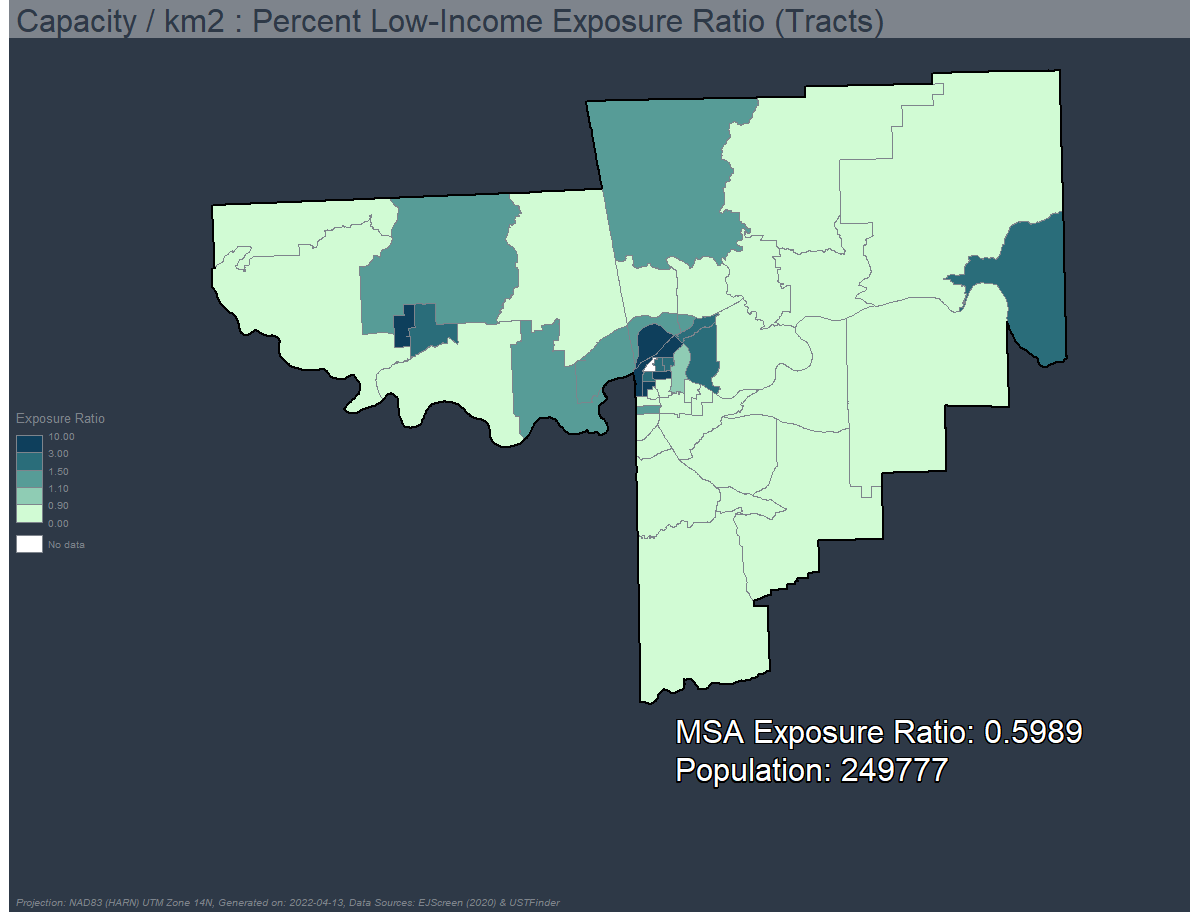 Capacity / km2 : Percent Low-Income Exposure Ratio (Tracts)
Exposure Ratio
10.00
3.00
1.50
1.10
0.90
0.00
No data
MSA Exposure Ratio: 0.5989
Population: 249777
Projection: NAD83 (HARN) UTM Zone 14N, Generated on: 2022-04-13, Data Sources: EJScreen (2020) & USTFinder